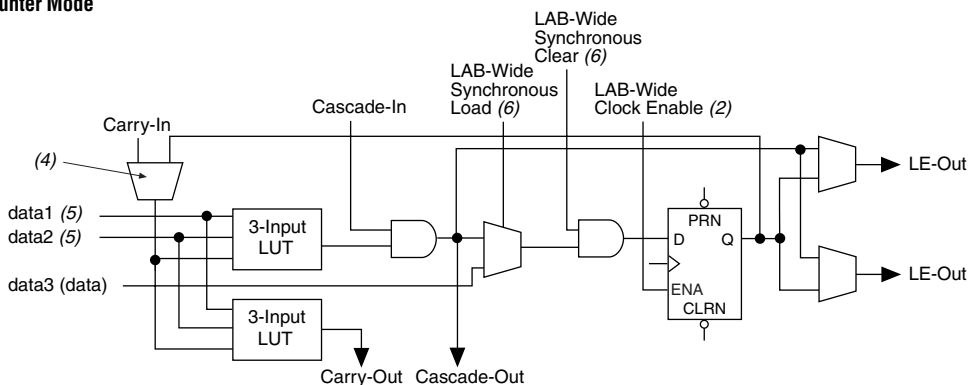 LAB-Wide
Synchronous
Clear (6)
LAB-Wide
Synchronous
Load (6)
LAB-Wide
Clock Enable (2)
Cascade-In
Carry-In
(4)
LE-Out
data1 (5)
data2 (5)
3-Input
LUT
PRN
D
Q
data3 (data)
ENA
CLRN
LE-Out
3-Input
LUT
Carry-Out
Cascade-Out